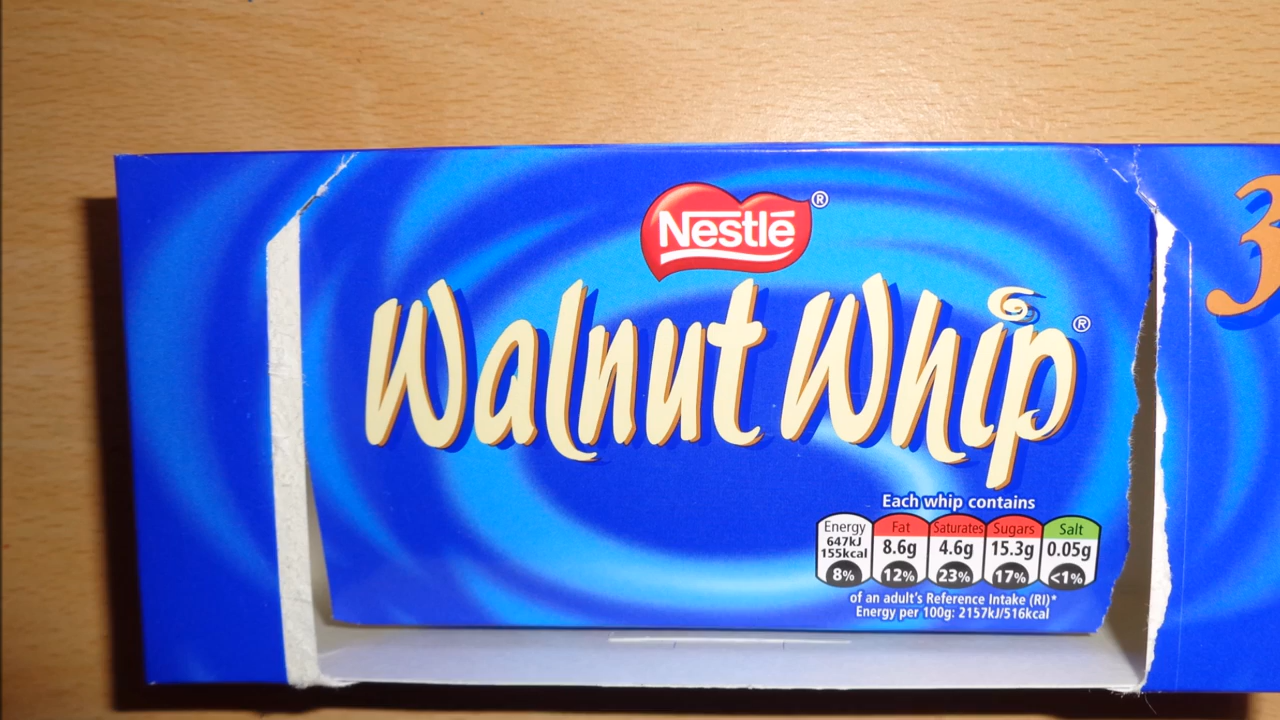 Nestlé®
Walnut Whip®
3
Each whip contains
Energy Fat Saturates Sugars Salt
647kJ
155kcal 8.6g 4.6g 15.3g 0.05g
8% 12% 23% 17% <1%
of an adult's Reference Intake (RI)*
Energy per 100g: 2157kJ/516kcal